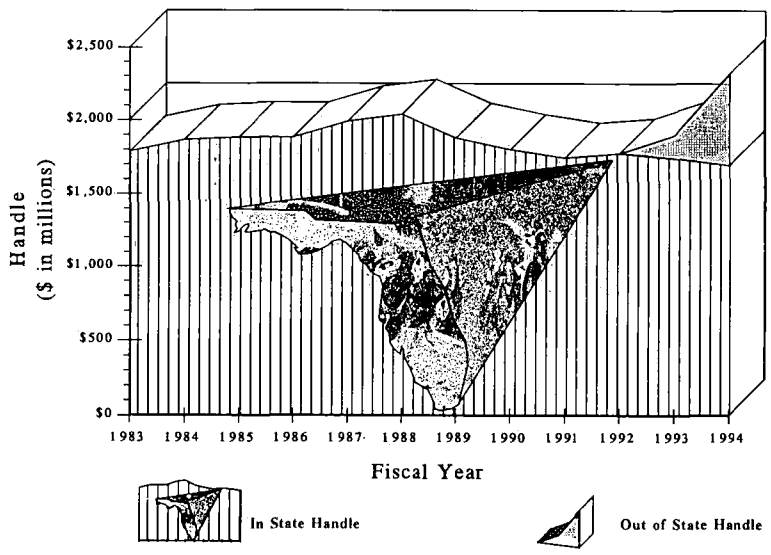 $2,500
$2,000
$1,500
$1,000
$500
$0
Handle
($ in millions)
1983 1984 1985 1986 1987 1988 1989 1990 1991 1992 1993 1994
Fiscal Year
In State Handle
Out of State Handle